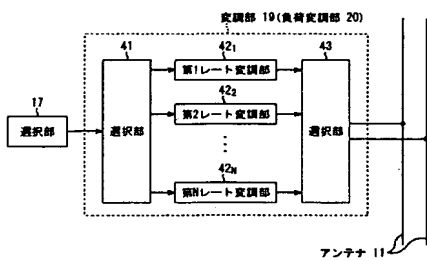 変調部 19(負荷変調部 20)
41
42₁
43
第1レート変調部
17
42₂
選択部
選択部
第2レート変調部
選択部
⋮
42N
第Nレート変調部
アンテナ 11